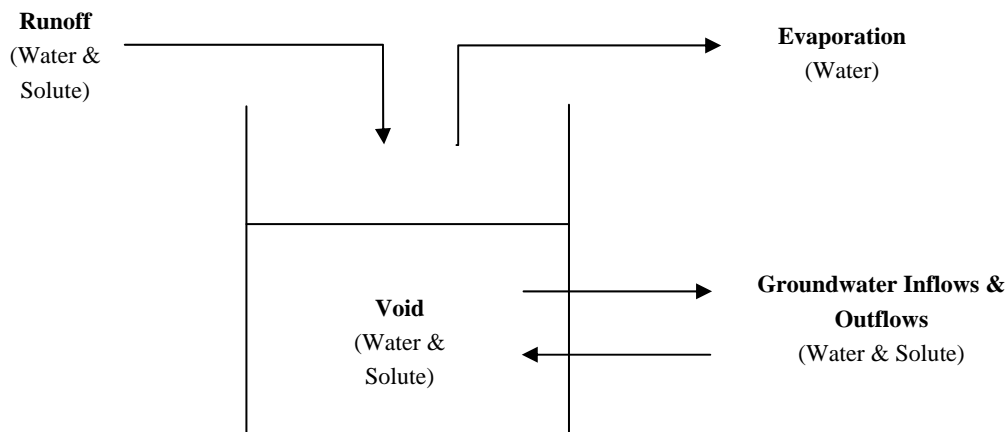 Runoff
(Water &
Solute)
Evaporation
(Water)
Void
(Water &
Solute)
Groundwater Inflows &
Outflows
(Water & Solute)